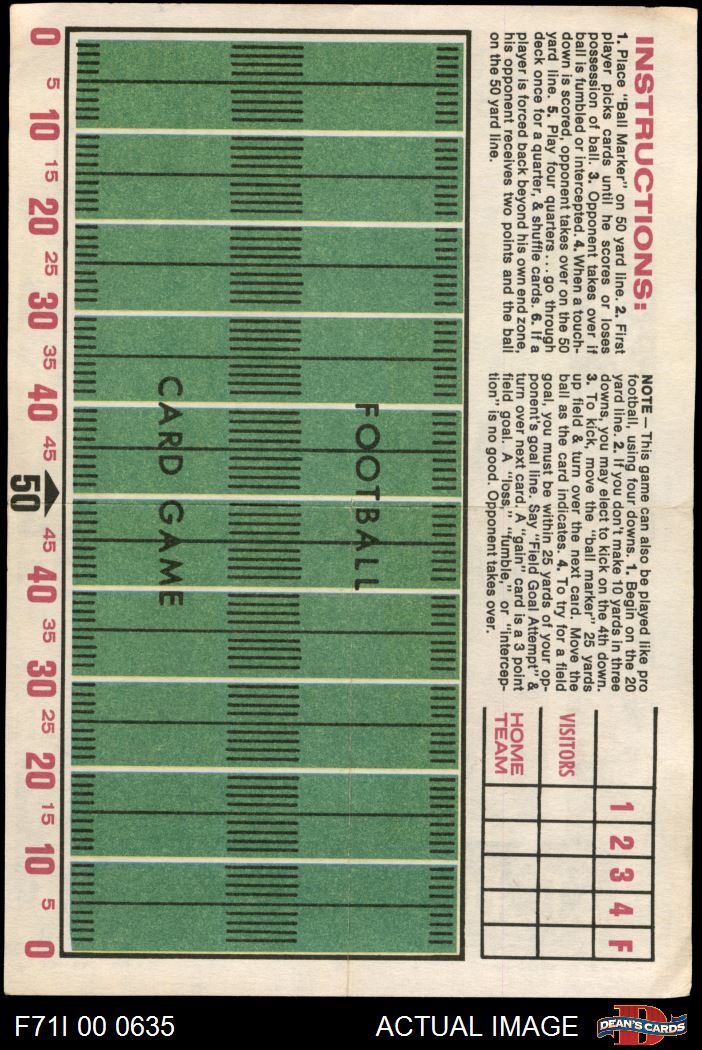 INSTRUCTIONS:
1. Place "Ball Marker" on 50 yard line. 2. First
player picks cards until he scores or loses
possession of ball. 3. Opponent takes over if
ball is fumbled or intercepted. 4. When a touch-
down is scored, opponent takes over on the 50
yard line. 5. Play four quarters... go through
deck once for a quarter, & shuffle cards. 6. If a
player is forced back beyond his own end zone,
his opponent receives two points and the ball
on the 50 yard line.
NOTE — This game can also be played like pro
football, using four downs. 1. Begin on the 20
yard line. 2. If you don't make 10 yards in three
downs, you may elect to kick on the 4th down.
3. To kick, move the "ball marker" 25 yards
up field & turn over the next card. Move the
ball as the card indicates. 4. To try for a field
goal, you must be within 25 yards of your op-
ponent's goal line. Say "Field Goal Attempt" &
turn over next card. A "gain" card is a 3 point
field goal. A "loss," "fumble," or "intercep-
tion" is no good. Opponent takes over.
1 2 3 4 F
VISITORS
HOME
TEAM
FOOTBALL
CARD GAME
0 5 10 15 20 25 30 35 40 45 50 45 40 35 30 25 20 15 10 5 0
F71I 00 0635
ACTUAL IMAGE
D
DEAN'S CARDS